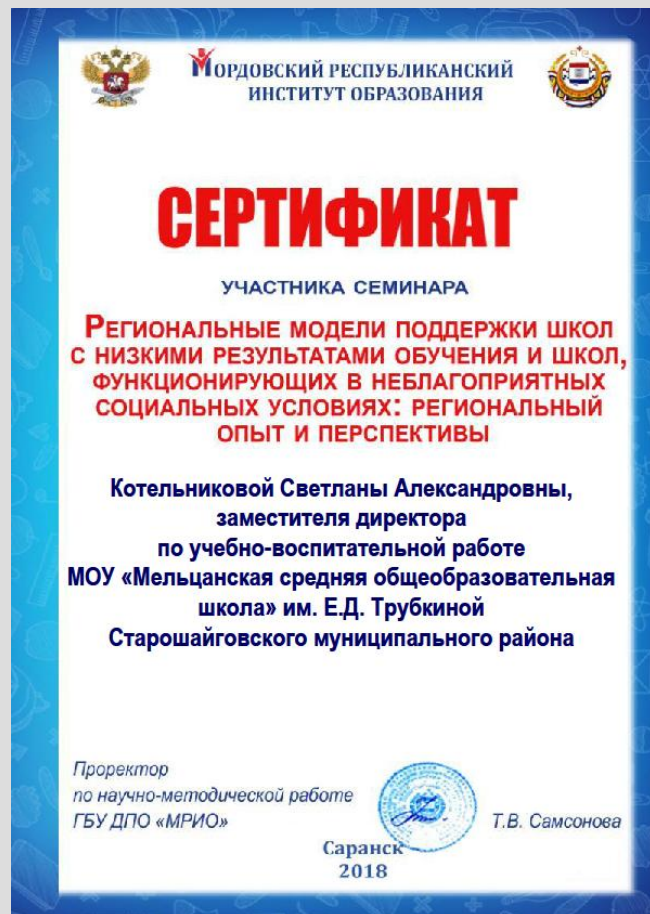 МОРДОВСКИЙ РЕСПУБЛИКАНСКИЙ
ИНСТИТУТ ОБРАЗОВАНИЯ
СЕРТИФИКАТ
УЧАСТНИКА СЕМИНАРА
РЕГИОНАЛЬНЫЕ МОДЕЛИ ПОДДЕРЖКИ ШКОЛ
С НИЗКИМИ РЕЗУЛЬТАТАМИ ОБУЧЕНИЯ И ШКОЛ,
ФУНКЦИОНИРУЮЩИХ В НЕБЛАГОПРИЯТНЫХ
СОЦИАЛЬНЫХ УСЛОВИЯХ: РЕГИОНАЛЬНЫЙ
ОПЫТ И ПЕРСПЕКТИВЫ
Котельниковой Светланы Александровны,
заместителя директора
по учебно-воспитательной работе
МОУ «Мельцанская средняя общеобразовательная
школа» им. Е.Д. Трубкиной
Старошайговского муниципального района
Проректор
по научно-методической работе
ГБУ ДПО «МРИО»
Т.В. Самсонова
Саранск
2018